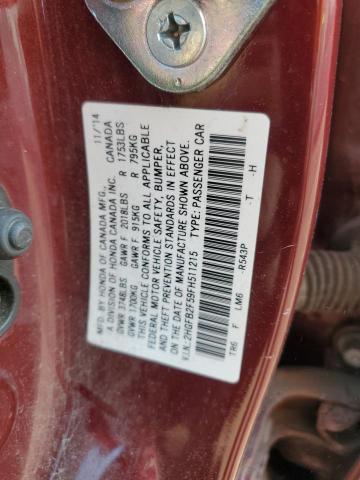 MFD. BY HONDA OF CANADA MFG., 11/14
A DIVISION OF HONDA CANADA INC. CANADA
GVWR 3748LBS GAWR F 2018LBS R 1753LBS
GVWR 1700KG GAWR F 915KG R 795KG
THIS VEHICLE CONFORMS TO ALL APPLICABLE
FEDERAL MOTOR VEHICLE SAFETY, BUMPER,
AND THEFT PREVENTION STANDARDS IN EFFECT
ON THE DATE OF MANUFACTURE SHOWN ABOVE.
V.I.N.:2HGFB2F59FH511215 TYPE:PASSENGER CAR
TR6 F LM6 -R543P -T -H